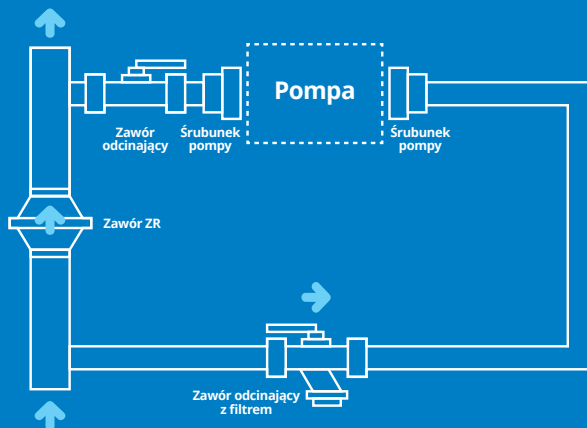 Pompa
Zawór
odcinający
Śrubunek
pompy
Śrubunek
pompy
Zawór ZR
Zawór odcinający
z filtrem